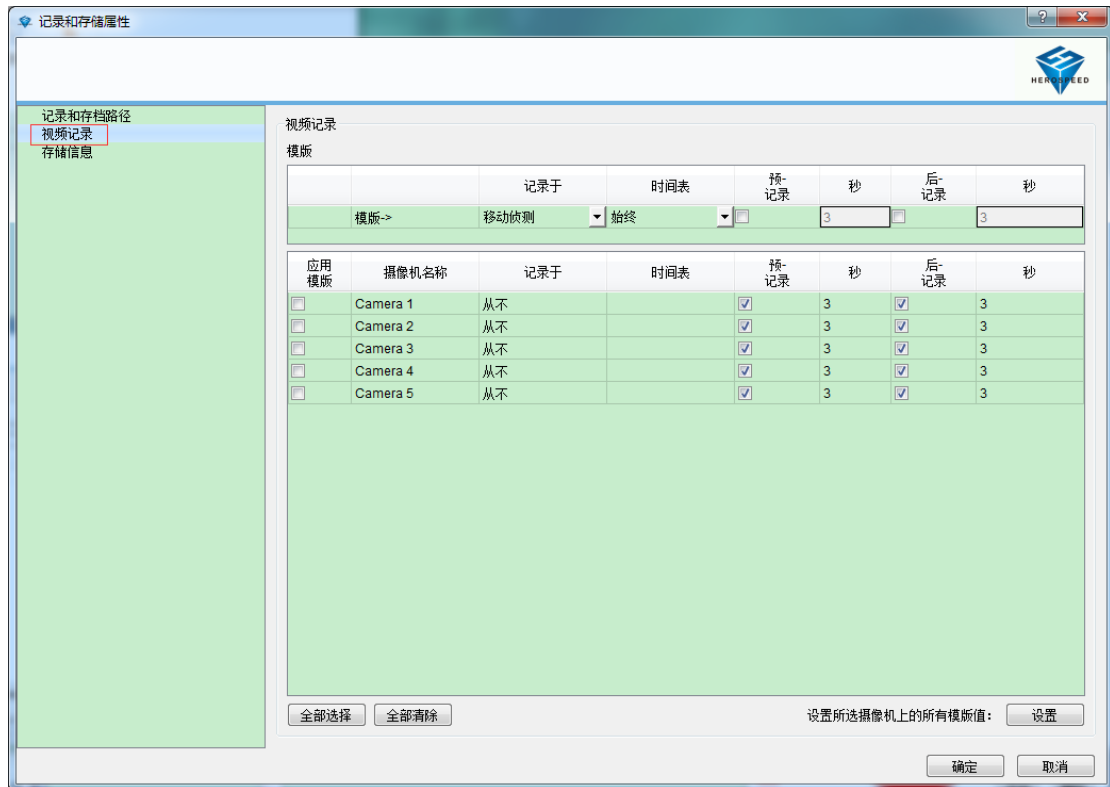 记录和存储属性
HEROSPEED
记录和存档路径
视频记录
存储信息
视频记录
模版
记录于 时间表 预-记录 秒 后-记录 秒
模版-> 移动侦测 始终 3 3
应用模版 摄像机名称 记录于 时间表 预-记录 秒 后-记录 秒
Camera 1 从不 3 3
Camera 2 从不 3 3
Camera 3 从不 3 3
Camera 4 从不 3 3
Camera 5 从不 3 3
全部选择 全部清除 设置所选摄像机上的所有模版值: 设置
确定 取消